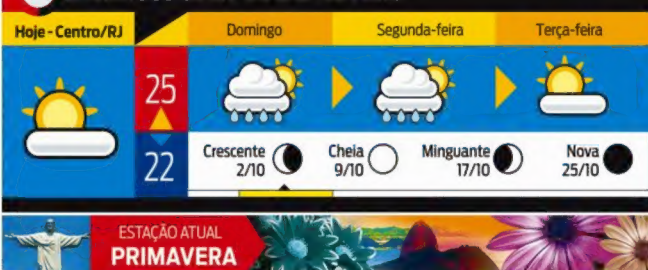 Hoje - Centro/RJ
Domingo
Segunda-feira
Terça-feira
25
22
Crescente
2/10
Cheia
9/10
Minguante
17/10
Nova
25/10
ESTAÇÃO ATUAL
PRIMAVERA